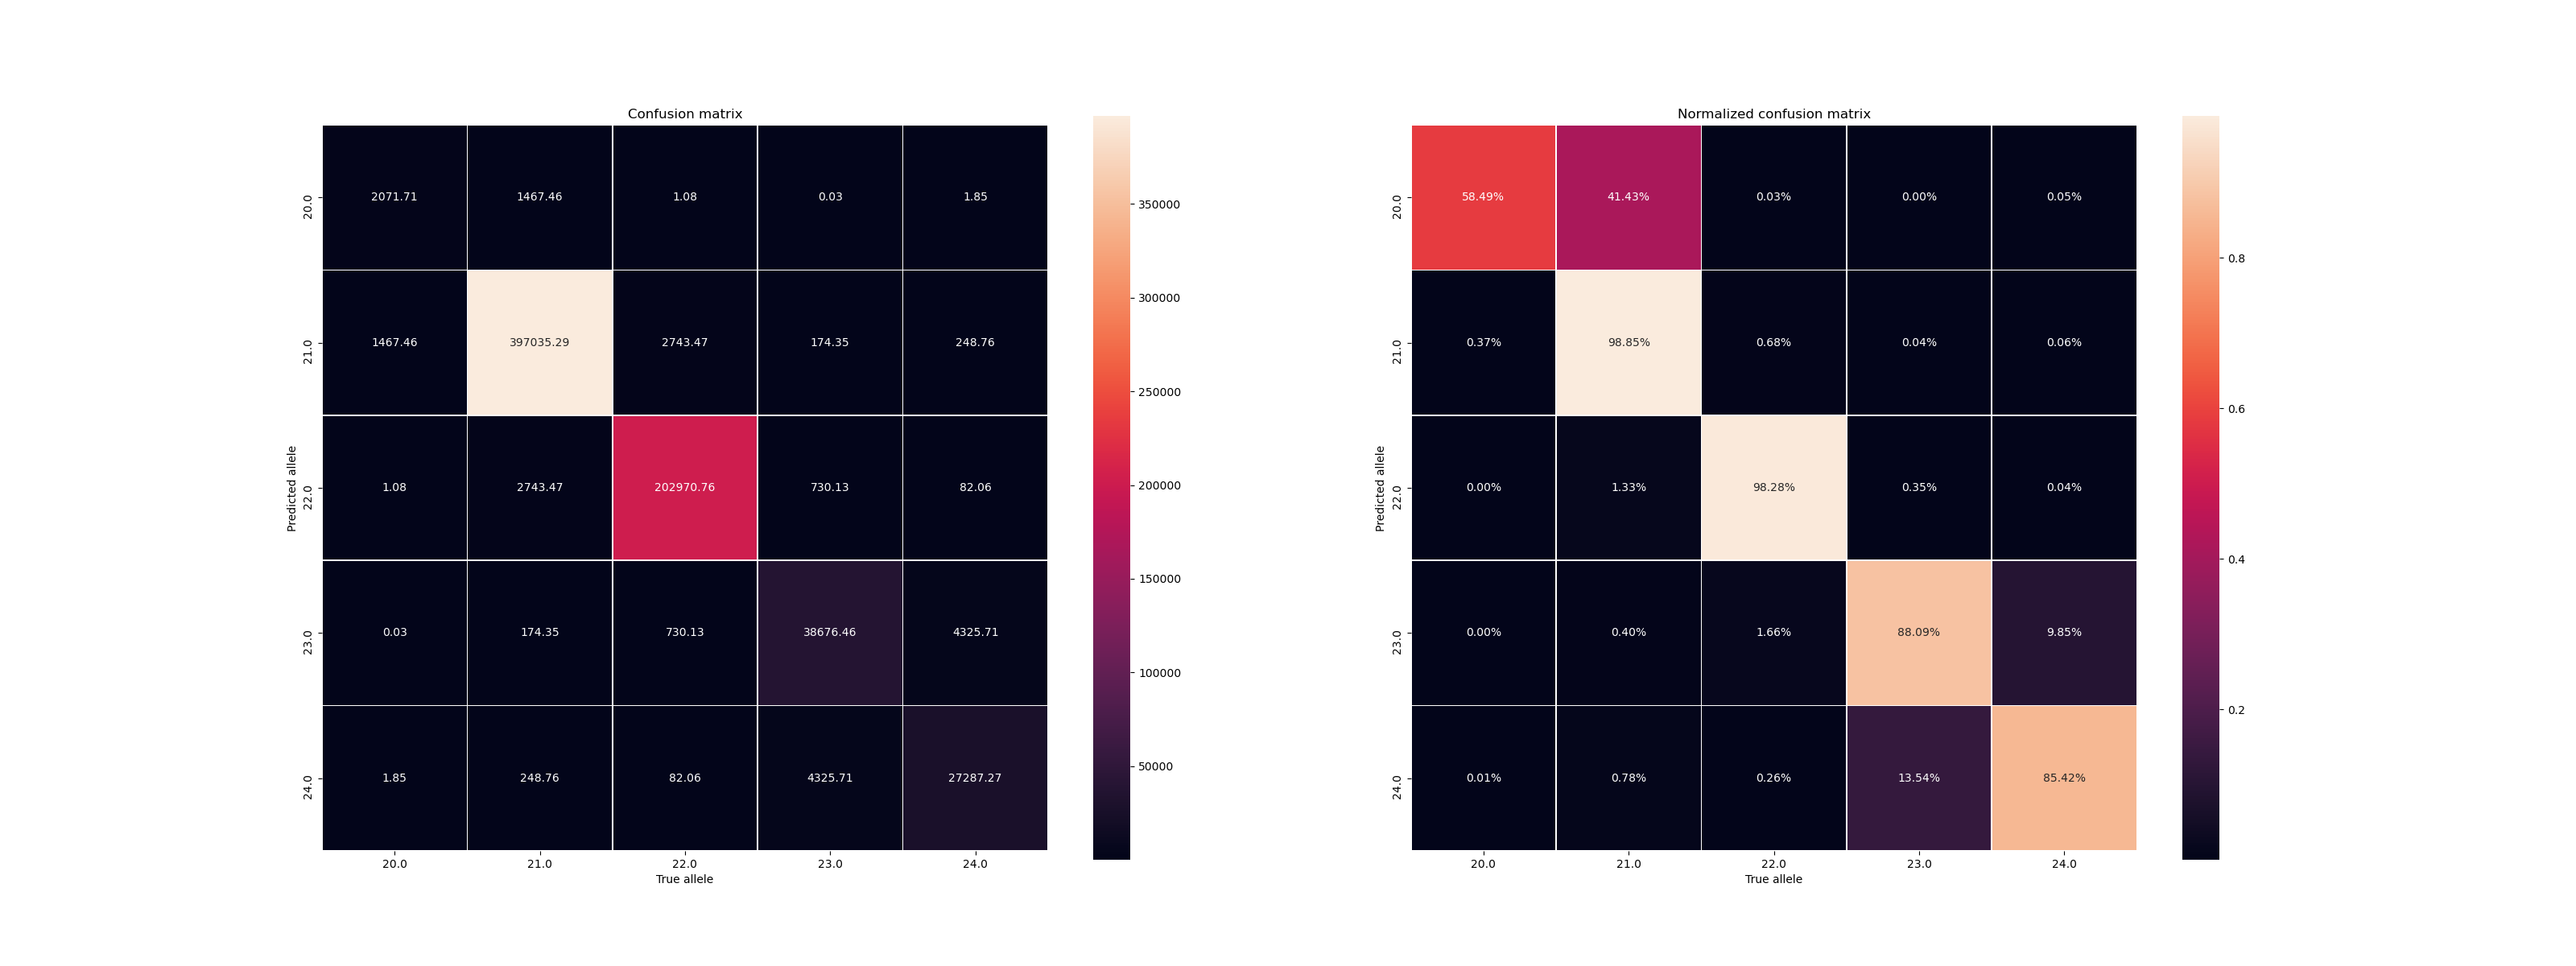 Confusion matrix
20.0 2071.71 1467.46 1.08 0.03 1.85
21.0 1467.46 397035.29 2743.47 174.35 248.76
22.0 1.08 2743.47 202970.76 730.13 82.06
23.0 0.03 174.35 730.13 38676.46 4325.71
24.0 1.85 248.76 82.06 4325.71 27287.27
Predicted allele
20.0 21.0 22.0 23.0 24.0
True allele
350000
300000
250000
200000
150000
100000
50000
Normalized confusion matrix
20.0 58.49% 41.43% 0.03% 0.00% 0.05%
21.0 0.37% 98.85% 0.68% 0.04% 0.06%
22.0 0.00% 1.33% 98.28% 0.35% 0.04%
23.0 0.00% 0.40% 1.66% 88.09% 9.85%
24.0 0.01% 0.78% 0.26% 13.54% 85.42%
Predicted allele
20.0 21.0 22.0 23.0 24.0
True allele
0.8
0.6
0.4
0.2